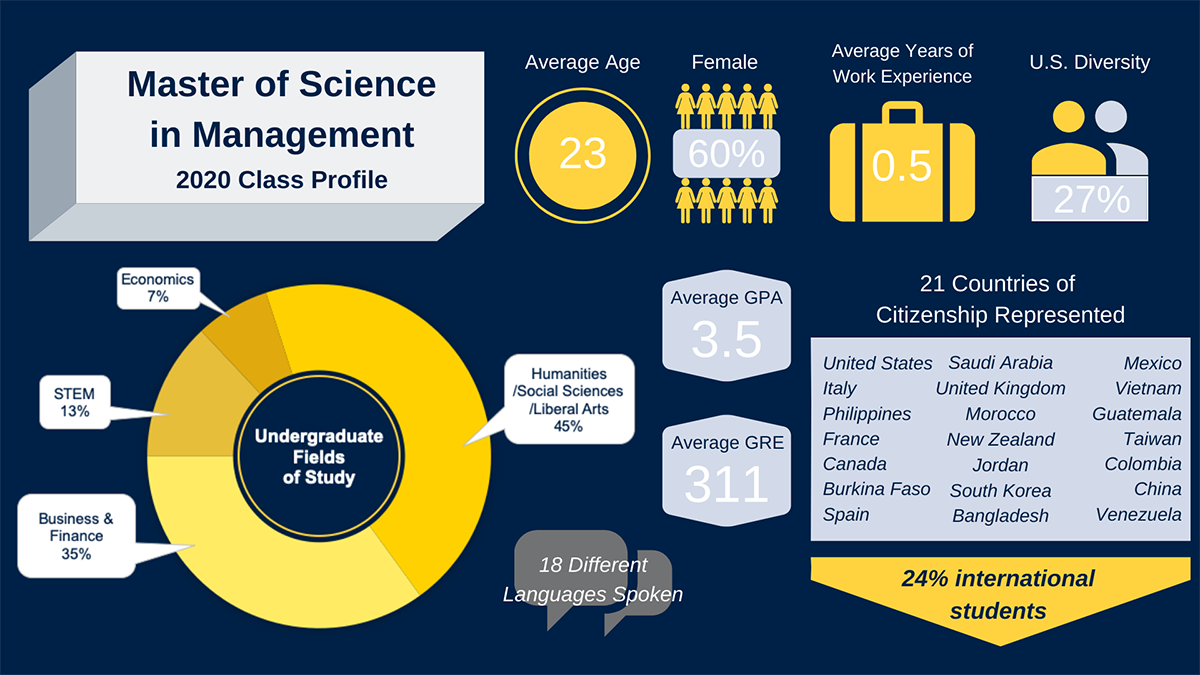 Master of Science
in Management
2020 Class Profile
Average Age
23
Female
60%
Average Years of
Work Experience
0.5
U.S. Diversity
27%
Economics
7%
STEM
13%
Business &
Finance
35%
Humanities
/Social Sciences
/Liberal Arts
45%
Undergraduate
Fields
of Study
Average GPA
3.5
Average GRE
311
18 Different
Languages Spoken
21 Countries of
Citizenship Represented
United States Saudi Arabia Mexico
Italy United Kingdom Vietnam
Philippines Morocco Guatemala
France New Zealand Taiwan
Canada Jordan Colombia
Burkina Faso South Korea China
Spain Bangladesh Venezuela
24% international
students